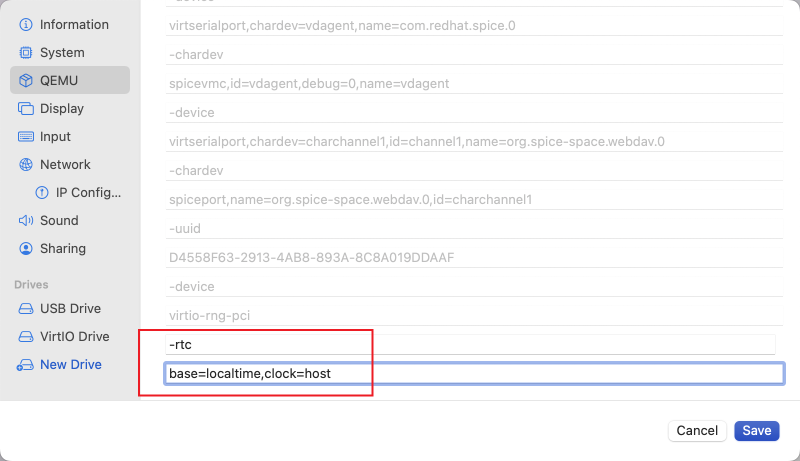 Information
System
QEMU
Display
Input
Network
IP Config...
Sound
Sharing
Drives
USB Drive
VirtIO Drive
New Drive
-device
virtserialport,chardev=vdagent,name=com.redhat.spice.0
-chardev
spicevmc,id=vdagent,debug=0,name=vdagent
-device
virtserialport,chardev=charchannel1,id=channel1,name=org.spice-space.webdav.0
-chardev
spiceport,name=org.spice-space.webdav.0,id=charchannel1
-uuid
D4558F63-2913-4AB8-893A-8C8A019DDAAF
-device
virtio-rng-pci
-rtc
base=localtime,clock=host
Cancel
Save